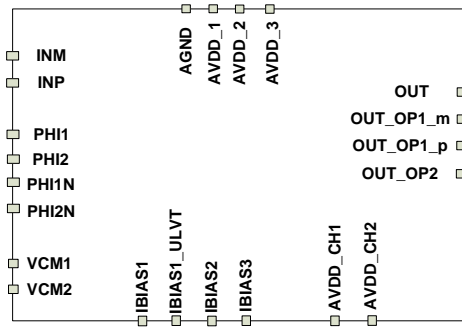 AGND
AVDD_1
AVDD_2
AVDD_3
INM
INP
PHI1
PHI2
PHI1N
PHI2N
VCM1
VCM2
OUT
OUT_OP1_m
OUT_OP1_p
OUT_OP2
IBIAS1
IBIAS1_ULVT
IBIAS2
IBIAS3
AVDD_CH1
AVDD_CH2